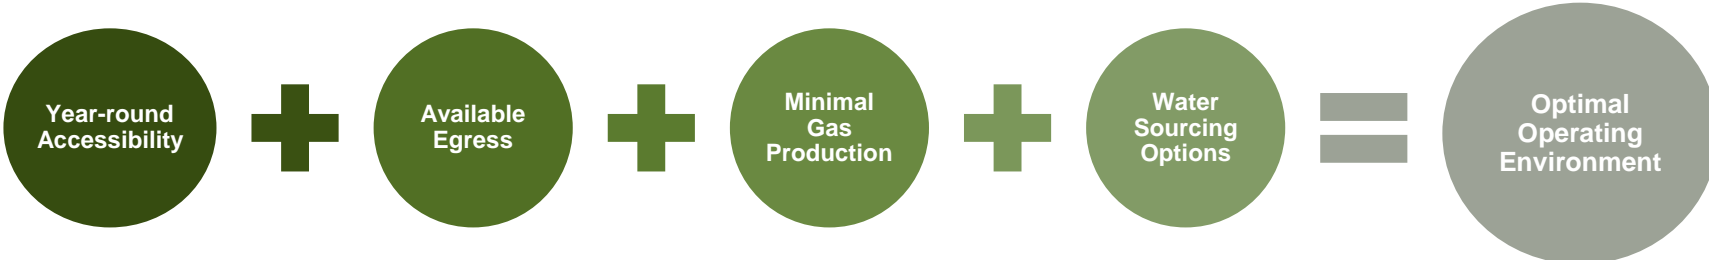 Year-round
Accessibility
Available
Egress
Minimal
Gas
Production
Water
Sourcing
Options
Optimal
Operating
Environment